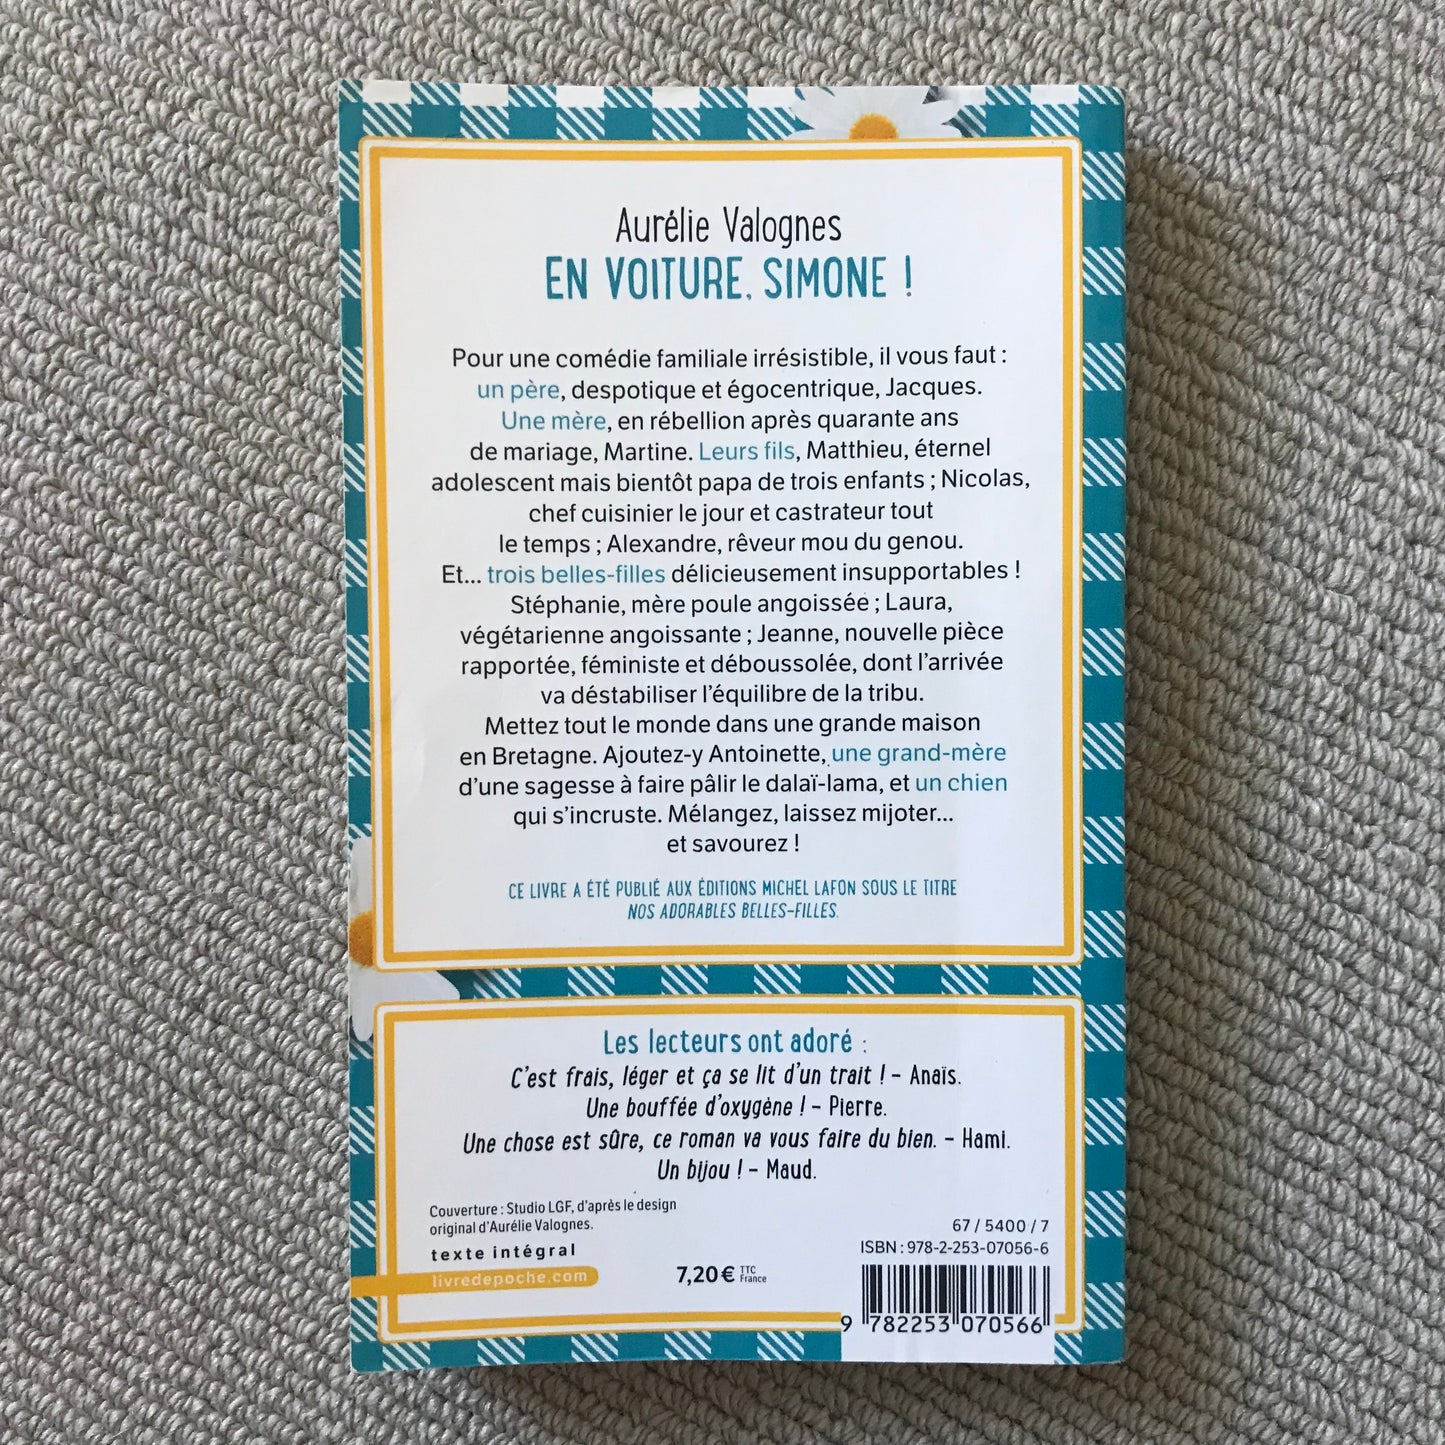 Aurélie Valognes
EN VOITURE, SIMONE !
Pour une comédie familiale irrésistible, il vous faut :
un père, despotique et égocentrique, Jacques.
Une mère, en rébellion après quarante ans
de mariage, Martine. Leurs fils, Matthieu, éternel
adolescent mais bientôt papa de trois enfants ; Nicolas,
chef cuisinier le jour et castrateur tout
le temps ; Alexandre, rêveur mou du genou.
Et... trois belles-filles délicieusement insupportables !
Stéphanie, mère poule angoissée ; Laura,
végétarienne angoissante ; Jeanne, nouvelle pièce
rapportée, féministe et déboussolée, dont l'arrivée
va déstabiliser l'équilibre de la tribu.
Mettez tout le monde dans une grande maison
en Bretagne. Ajoutez-y Antoinette, une grand-mère
d'une sagesse à faire pâlir le dalaï-lama, et un chien
qui s'incruste. Mélangez, laissez mijoter...
et savourez !
CE LIVRE A ÉTÉ PUBLIÉ AUX ÉDITIONS MICHEL LAFON SOUS LE TITRE
NOS ADORABLES BELLES-FILLES.
Les lecteurs ont adoré :
C'est frais, léger et ça se lit d'un trait ! – Anaïs.
Une bouffée d'oxygène ! – Pierre.
Une chose est sûre, ce roman va vous faire du bien. – Hami.
Un bijou ! – Maud.
Couverture : Studio LGF, d'après le design
original d'Aurélie Valognes.
texte intégral
livredepoche.com
7,20 € TTC
France
67 / 5400 / 7
ISBN : 978-2-253-07056-6
9 782253 070566